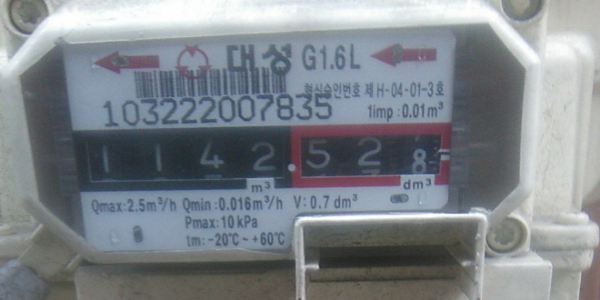 대성 G1.6L
형식승인번호 제 H-04-01-3호
103222007835
1imp : 0.01m³
1142.528
m³
dm³
Qmax:2.5m³/h Qmin:0.016m³/h V: 0.7 dm³
Pmax:10 kPa
tm: -20°C ~ +60°C